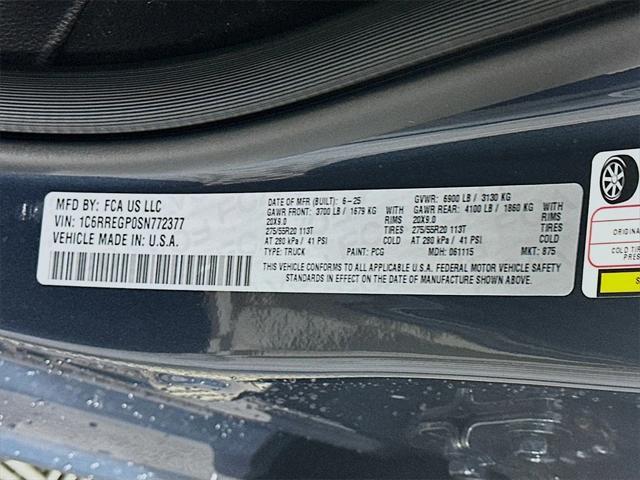 MFD BY: FCA US LLC
VIN: 1C6RREGP0SN772377
VEHICLE MADE IN: U.S.A.
DATE OF MFR (BUILT): 6-25 GVWR: 6900 LB / 3130 KG
GAWR FRONT: 3700 LB / 1679 KG WITH GAWR REAR: 4100 LB / 1860 KG WITH
20X9.0 RIMS 20X9.0 RIMS
275/55R20 113T TIRES 275/55R20 113T TIRES
AT 280 kPa / 41 PSI AT 280 kPa / 41 PSI
TYPE: TRUCK PAINT: PCG MDH: 061115 MKT: 875
THIS VEHICLE CONFORMS TO ALL APPLICABLE U.S.A. FEDERAL MOTOR VEHICLE SAFETY
STANDARDS IN EFFECT ON THE DATE OF MANUFACTURE SHOWN ABOVE.
ORIGINA
COLD TI
PRES
S